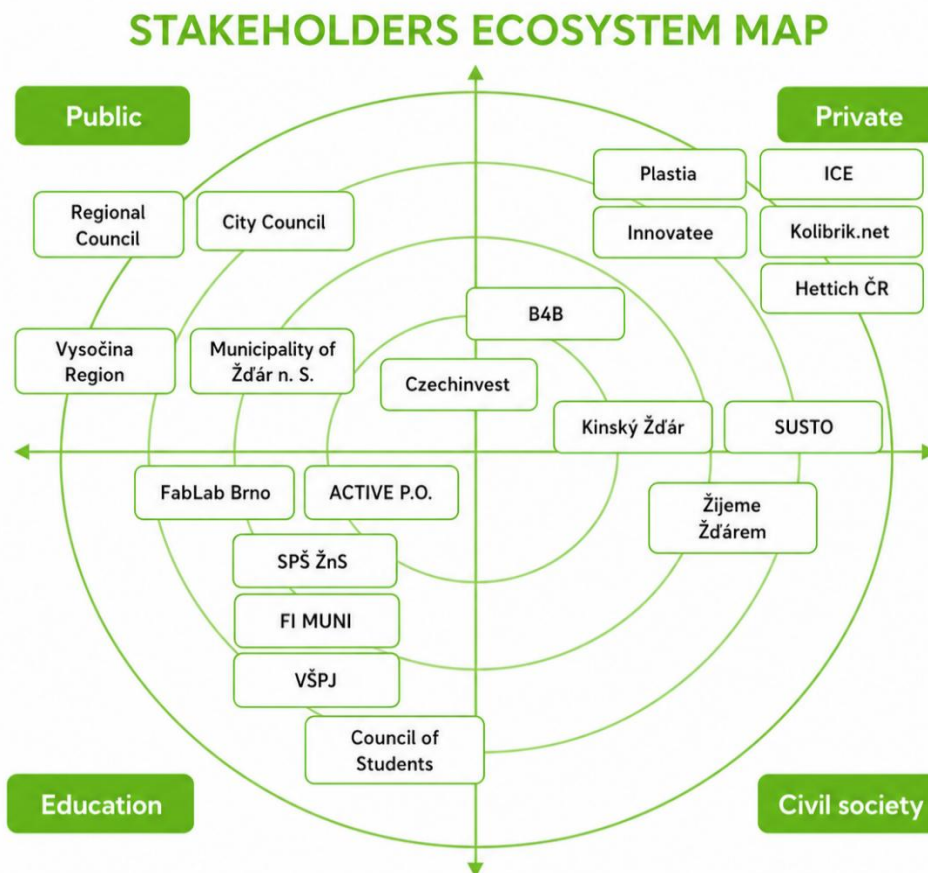 STAKEHOLDERS ECOSYSTEM MAP
Public
Private
Plastia
ICE
Regional
Council
City Council
Innovatee
Kolibrik.net
Hettich ČR
B4B
Vysočina
Region
Municipality of
Žďár n. S.
Czechinvest
Kinský Žďár
SUSTO
FabLab Brno
ACTIVE P.O.
Žijeme
Žďárem
SPŠ ŽnS
FI MUNI
VŠPJ
Council of
Students
Education
Civil society